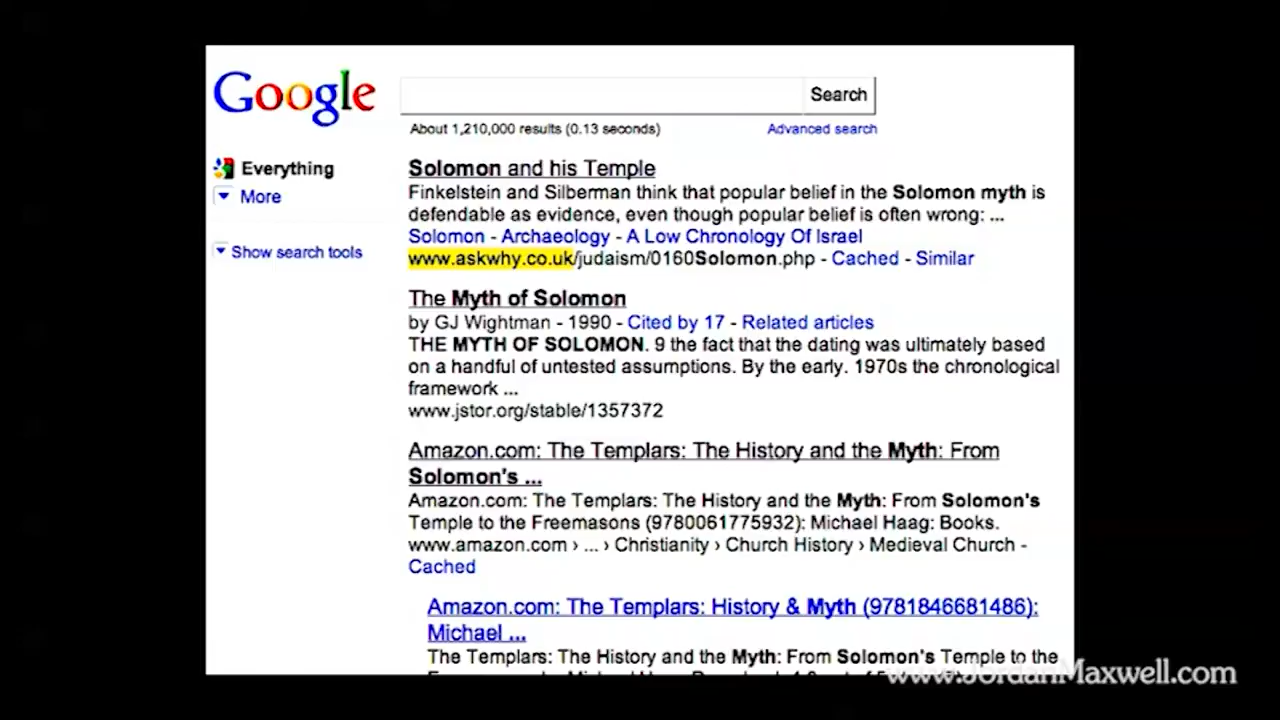 Google
Search
About 1,210,000 results (0.13 seconds)
Advanced search
Everything
More
Show search tools
Solomon and his Temple
Finkelstein and Silberman think that popular belief in the Solomon myth is
defendable as evidence, even though popular belief is often wrong: ...
Solomon - Archaeology - A Low Chronology Of Israel
www.askwhy.co.uk/judaism/0160Solomon.php - Cached - Similar
The Myth of Solomon
by GJ Wightman - 1990 - Cited by 17 - Related articles
THE MYTH OF SOLOMON. 9 the fact that the dating was ultimately based
on a handful of untested assumptions. By the early. 1970s the chronological
framework ...
www.jstor.org/stable/1357372
Amazon.com: The Templars: The History and the Myth: From
Solomon's ...
Amazon.com: The Templars: The History and the Myth: From Solomon's
Temple to the Freemasons (9780061775932): Michael Haag: Books.
www.amazon.com › ... › Christianity › Church History › Medieval Church -
Cached
Amazon.com: The Templars: History & Myth (9781846681486):
Michael ...
The Templars: The History and the Myth: From Solomon's Temple to the
www.JordanMaxwell.com